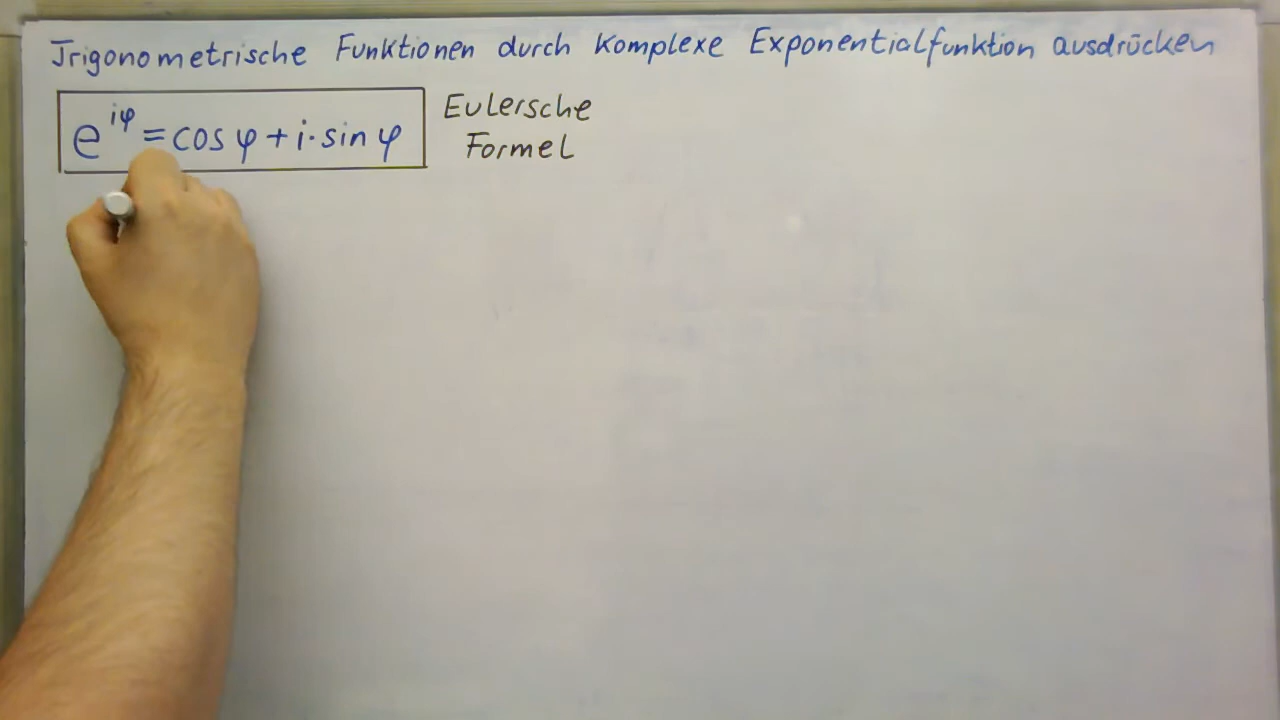 Trigonometrische Funktionen durch komplexe Exponentialfunktion ausdrücken
e^{iφ} = cos φ + i · sin φ
Eulersche
Formel